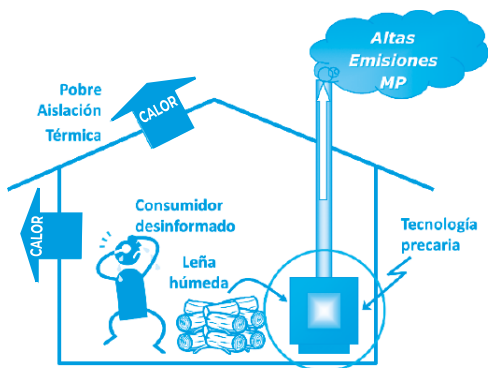 Altas
Emisiones
MP
Pobre
Aislación
Térmica
CALOR
CALOR
Consumidor
desinformado
Leña
húmeda
Tecnología
precaria